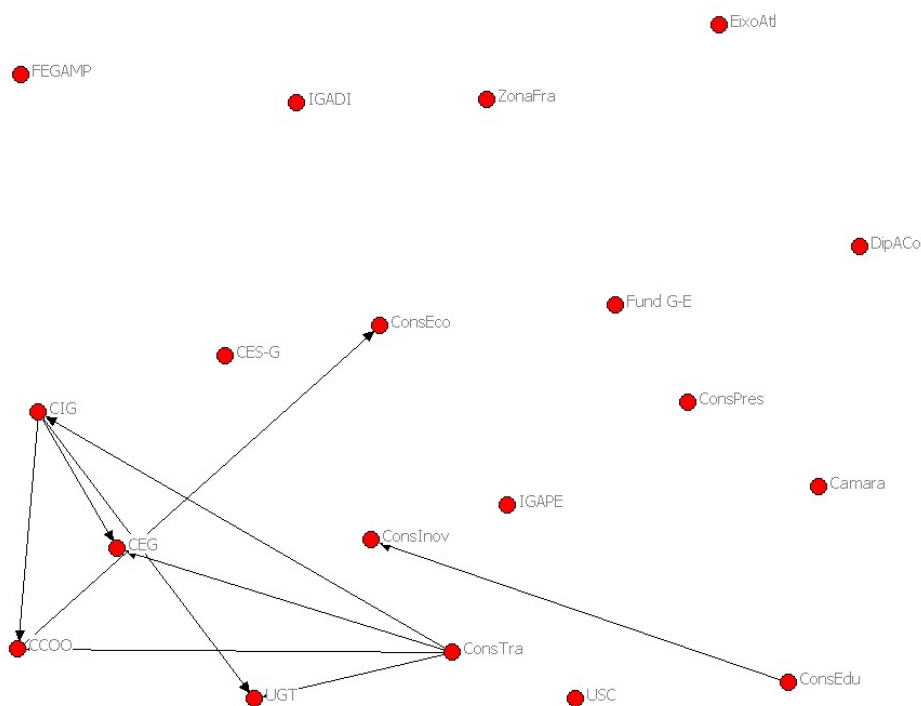 EixoAtl
FEGAMP
IGADI
ZonaFra
DipACo
Fund G-E
ConsEco
CES-G
ConsPres
CIG
Camara
IGAPE
ConsInov
CEG
CCOO
ConsTra
ConsEdu
UGT
USC